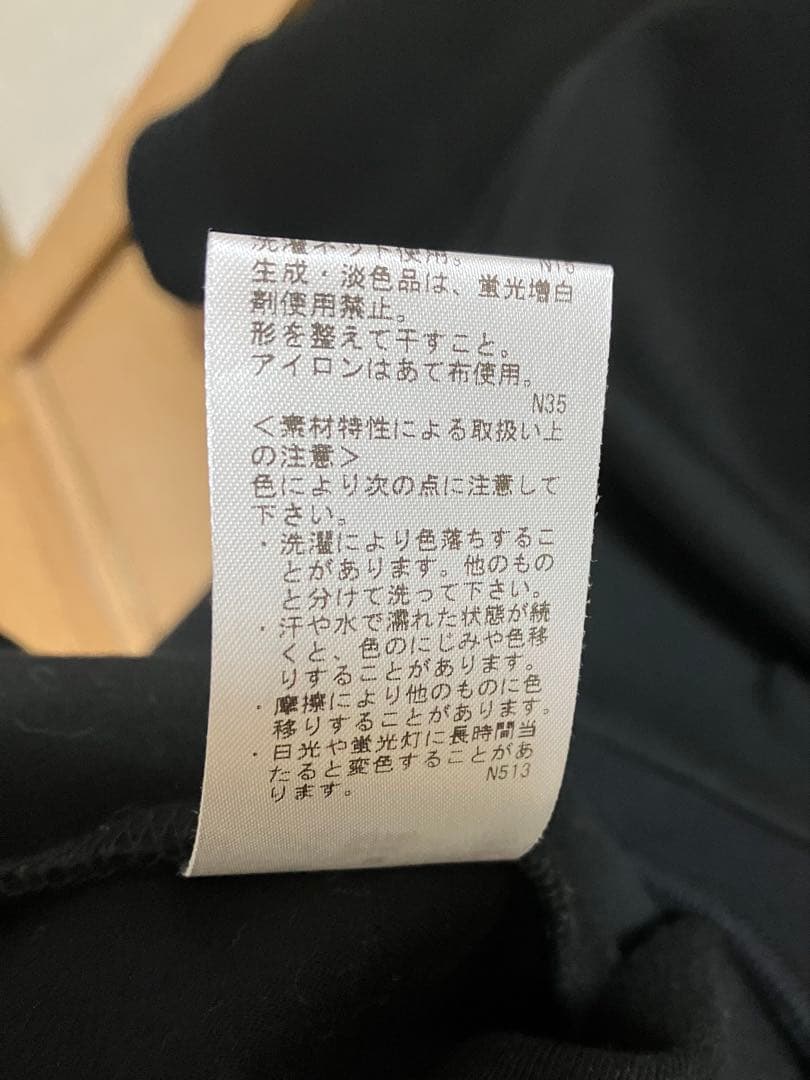 洗濯ネット使用。 N10
生成・淡色品は、蛍光増白
剤使用禁止。
形を整えて干すこと。
アイロンはあて布使用。
N35
＜素材特性による取扱い上
の注意＞
色により次の点に注意して
下さい。
・洗濯により色落ちするこ
とがあります。他のもの
と分けて洗って下さい。
・汗や水で濡れた状態が続
くと、色のにじみや色移
りすることがあります。
・摩擦により他のものに色
移りすることがあります。
・日光や蛍光灯に長時間当
たると変色することがあ
ります。 N513